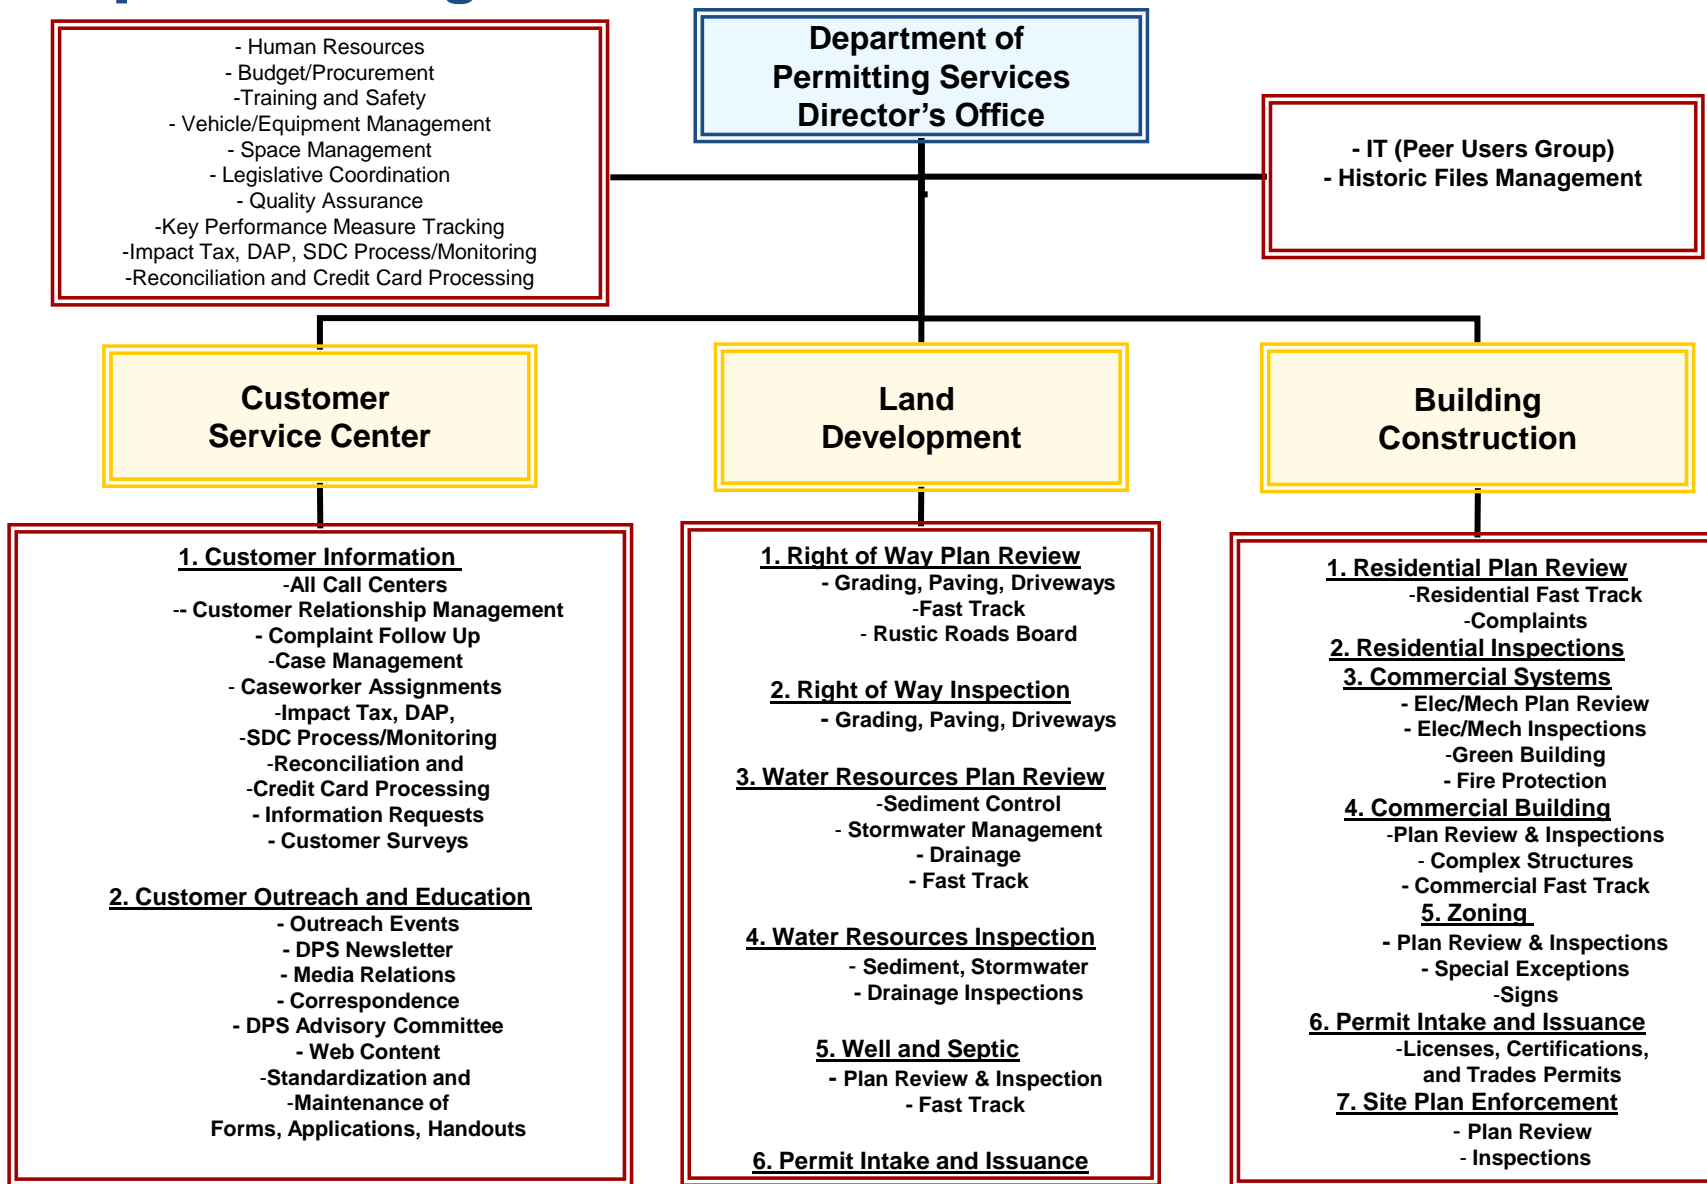 Department of
Permitting Services
Director's Office
- Human Resources
- Budget/Procurement
-Training and Safety
- Vehicle/Equipment Management
- Space Management
- Legislative Coordination
- Quality Assurance
-Key Performance Measure Tracking
-Impact Tax, DAP, SDC Process/Monitoring
-Reconciliation and Credit Card Processing
- IT (Peer Users Group)
- Historic Files Management
Customer
Service Center
1. Customer Information
-All Call Centers
-- Customer Relationship Management
- Complaint Follow Up
-Case Management
- Caseworker Assignments
-Impact Tax, DAP,
-SDC Process/Monitoring
-Reconciliation and
-Credit Card Processing
- Information Requests
- Customer Surveys
2. Customer Outreach and Education
- Outreach Events
- DPS Newsletter
- Media Relations
- Correspondence
- DPS Advisory Committee
- Web Content
-Standardization and
-Maintenance of
Forms, Applications, Handouts
Land
Development
1. Right of Way Plan Review
- Grading, Paving, Driveways
-Fast Track
- Rustic Roads Board
2. Right of Way Inspection
- Grading, Paving, Driveways
3. Water Resources Plan Review
-Sediment Control
- Stormwater Management
- Drainage
- Fast Track
4. Water Resources Inspection
- Sediment, Stormwater
- Drainage Inspections
5. Well and Septic
- Plan Review & Inspection
- Fast Track
6. Permit Intake and Issuance
Building
Construction
1. Residential Plan Review
-Residential Fast Track
-Complaints
2. Residential Inspections
3. Commercial Systems
- Elec/Mech Plan Review
- Elec/Mech Inspections
-Green Building
- Fire Protection
4. Commercial Building
-Plan Review & Inspections
- Complex Structures
- Commercial Fast Track
5. Zoning
- Plan Review & Inspections
- Special Exceptions
-Signs
6. Permit Intake and Issuance
-Licenses, Certifications,
and Trades Permits
7. Site Plan Enforcement
- Plan Review
- Inspections